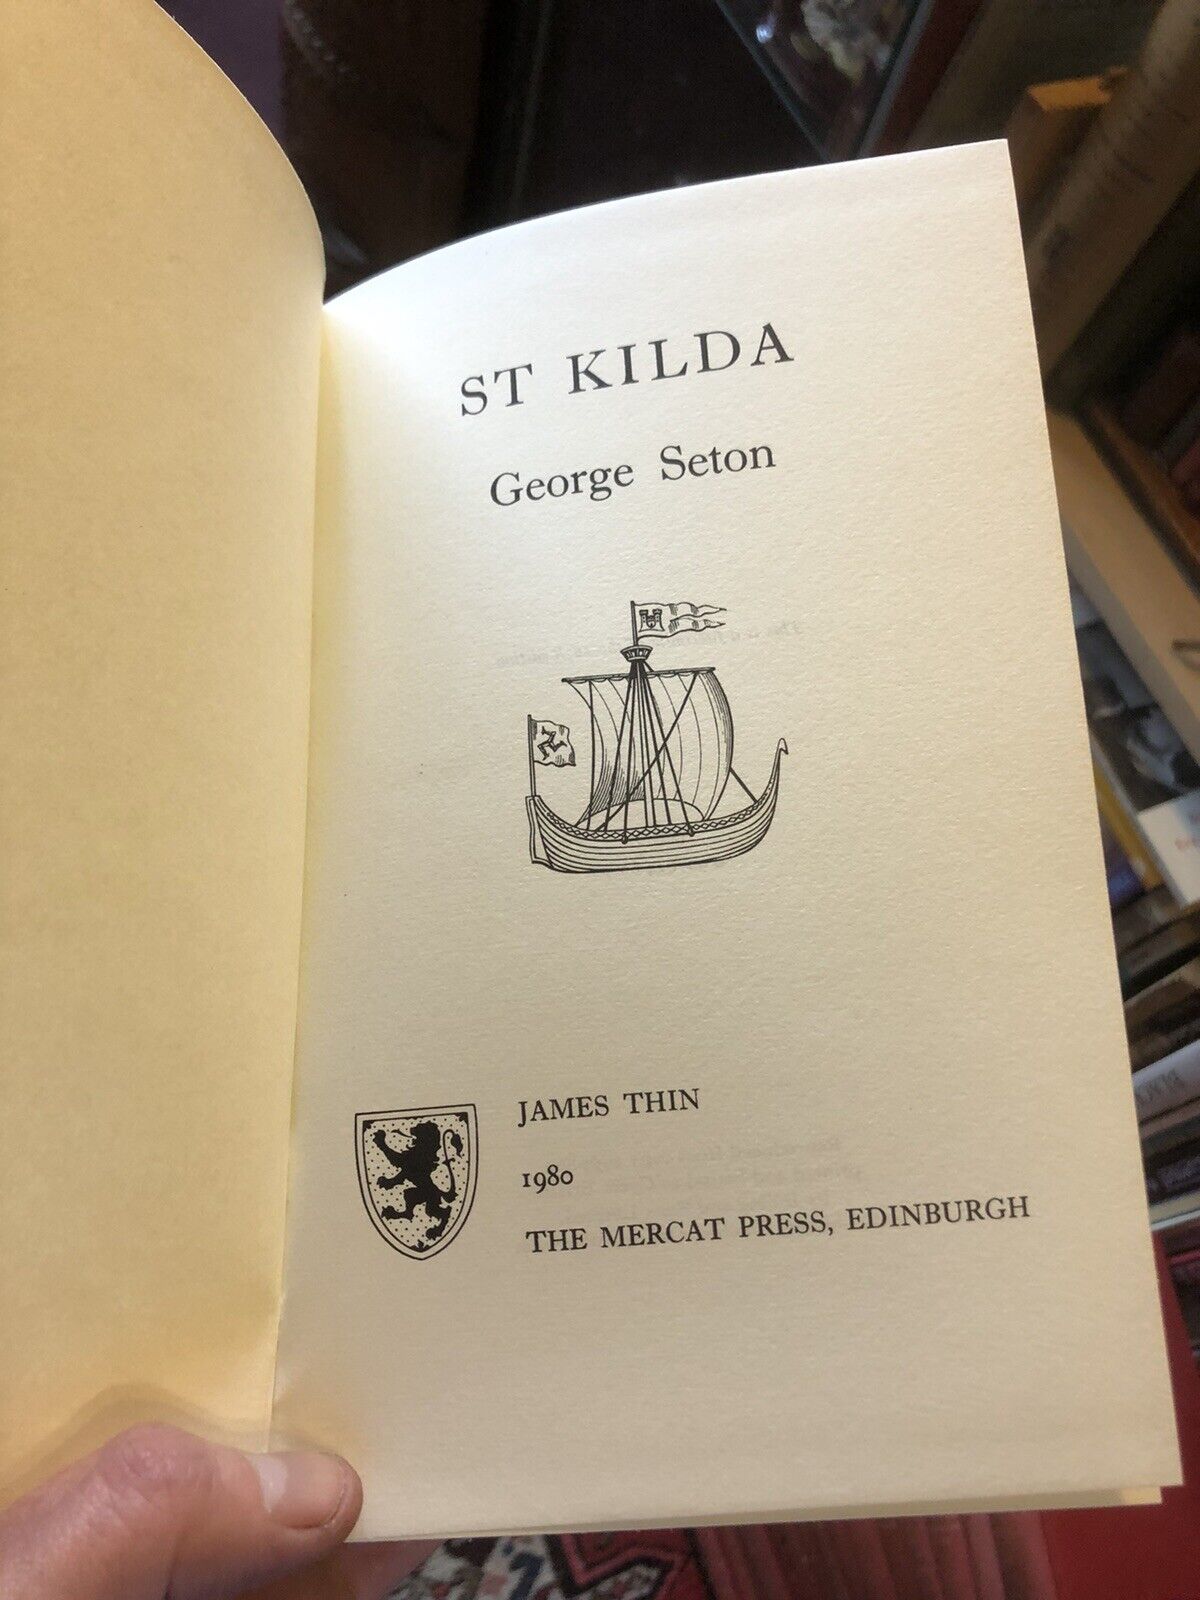 ST KILDA
George Seton
JAMES THIN
1980
THE MERCAT PRESS, EDINBURGH